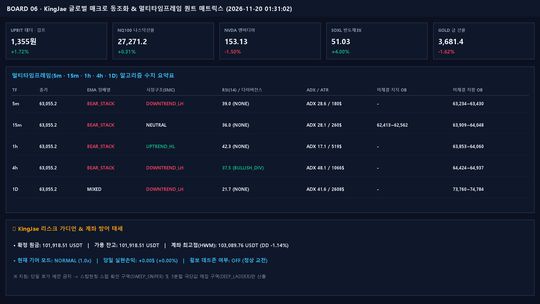 BOARD 06 · KingJae 글로벌 매크로 동조화 & 멀티타임프레임 퀀트 매트릭스 (2026-11-20 01:31:02)
UPBIT 테더 · 김프
NQ100 나스닥선물
NVDA 엔비디아
SOXL 반도체3X
GOLD 금 선물
1,355원
27,271.2
153.13
51.03
3,681.4
+1.72%
+0.31%
-1.50%
+4.00%
-1.62%
멀티타임프레임(5m · 15m · 1h · 4h · 1D) 알고리즘 수치 요약표
TF 종가 EMA 정배열 시장구조(SMC) RSI(14) / 다이버전스 ADX / ATR 미체결 지지 OB 미체결 저항 OB
5m 63,055.2 BEAR_STACK DOWNTREND_LH 39.0 (NONE) ADX 28.6 / 180$ - 63,234~63,430
15m 63,055.2 BEAR_STACK NEUTRAL 36.0 (NONE) ADX 28.1 / 260$ 62,413~62,562 63,909~64,048
1h 63,055.2 BEAR_STACK UPTREND_HL 42.3 (NONE) ADX 17.1 / 519$ - 63,853~64,060
4h 63,055.2 BEAR_STACK DOWNTREND_LH 37.5 (BULLISH_DIV) ADX 48.1 / 1066$ - 64,424~64,937
1D 63,055.2 MIXED DOWNTREND_LH 21.7 (NONE) ADX 41.6 / 2608$ - 73,760~74,784
KingJae 리스크 가디언 & 계좌 방어 태세
• 확정 원금: 101,918.51 USDT | 가용 잔고: 101,918.51 USDT | 계좌 최고점(HWM): 103,089.76 USDT (DD -1.14%)
• 현재 기어 모드: NORMAL (1.0x) | 당일 실현손익: +0.00$ (+0.00%) | 휩쏘 데드존 여부: OFF (정상 교전)